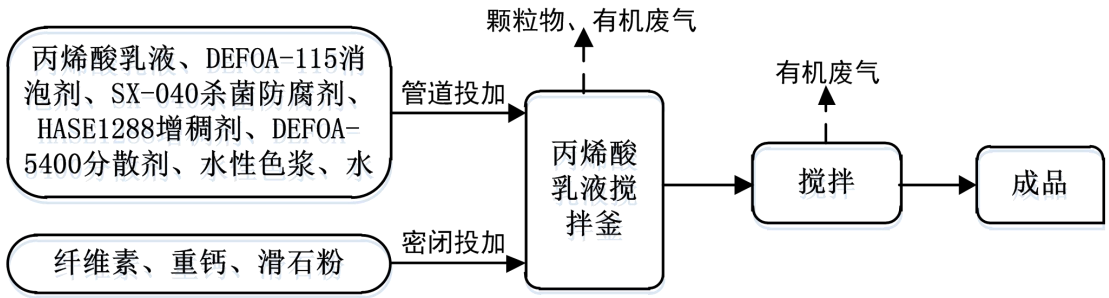 颗粒物、有机废气
丙烯酸乳液、DEFOA-115消
泡剂、SX-040杀菌防腐剂、
HASE1288增稠剂、DEFOA-
5400分散剂、水性色浆、水
管道投加
有机废气
丙烯酸
乳液搅
拌釜
搅拌
成品
纤维素、重钙、滑石粉
密闭投加